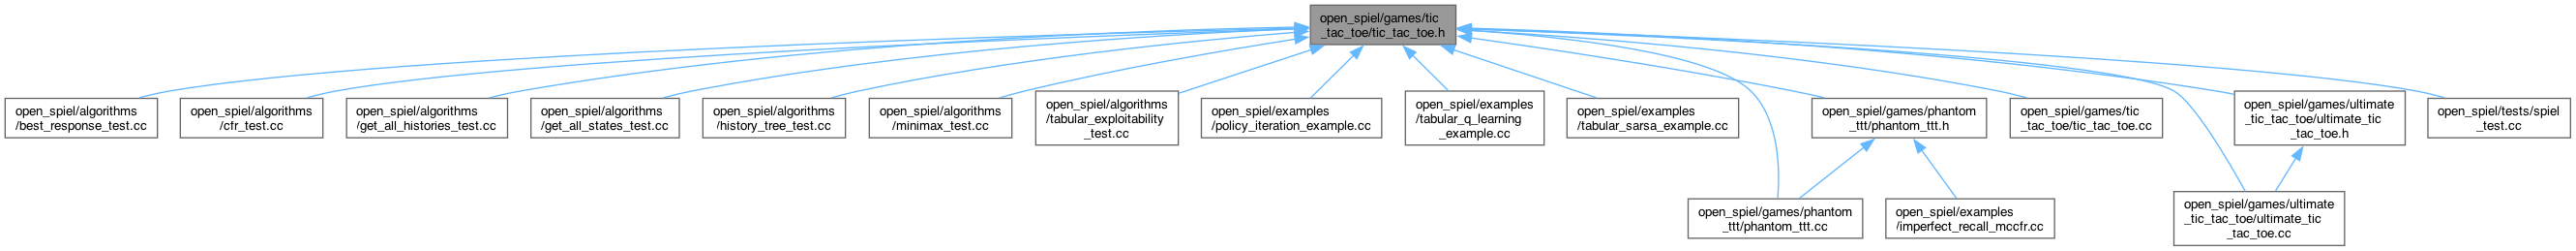 open_spiel/games/tic
_tac_toe/tic_tac_toe.h
open_spiel/algorithms
/best_response_test.cc
open_spiel/algorithms
/cfr_test.cc
open_spiel/algorithms
/get_all_histories_test.cc
open_spiel/algorithms
/get_all_states_test.cc
open_spiel/algorithms
/history_tree_test.cc
open_spiel/algorithms
/minimax_test.cc
open_spiel/algorithms
/tabular_exploitability
_test.cc
open_spiel/examples
/policy_iteration_example.cc
open_spiel/examples
/tabular_q_learning
_example.cc
open_spiel/examples
/tabular_sarsa_example.cc
open_spiel/games/phantom
_ttt/phantom_ttt.h
open_spiel/games/tic
_tac_toe/tic_tac_toe.cc
open_spiel/games/ultimate
_tic_tac_toe/ultimate_tic
_tac_toe.h
open_spiel/tests/spiel
_test.cc
open_spiel/games/phantom
_ttt/phantom_ttt.cc
open_spiel/examples
/imperfect_recall_mccfr.cc
open_spiel/games/ultimate
_tic_tac_toe/ultimate_tic
_tac_toe.cc